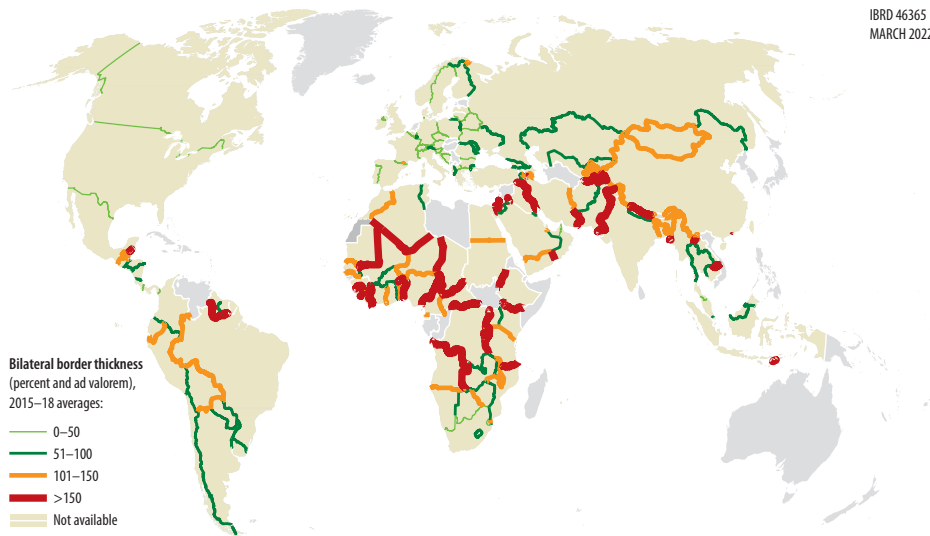 IBRD 46365
MARCH 2022
Bilateral border thickness
(percent and ad valorem),
2015–18 averages:
0–50
51–100
101–150
>150
Not available